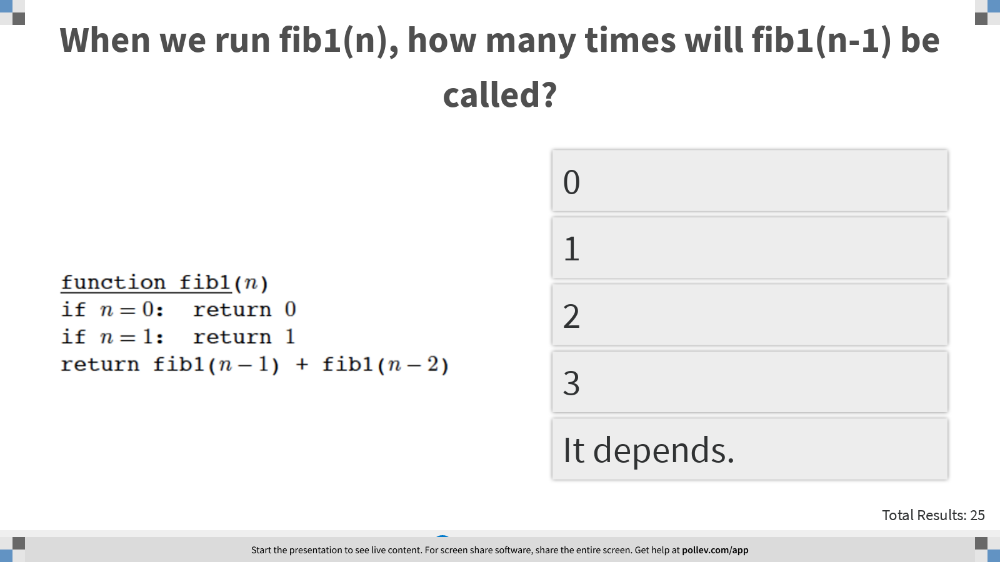 When we run fib1(n), how many times will fib1(n-1) be
called?
function fib1(n)
if n = 0: return 0
if n = 1: return 1
return fib1(n − 1) + fib1(n − 2)
0
1
2
3
It depends.
Total Results: 25
Start the presentation to see live content. For screen share software, share the entire screen. Get help at pollev.com/app